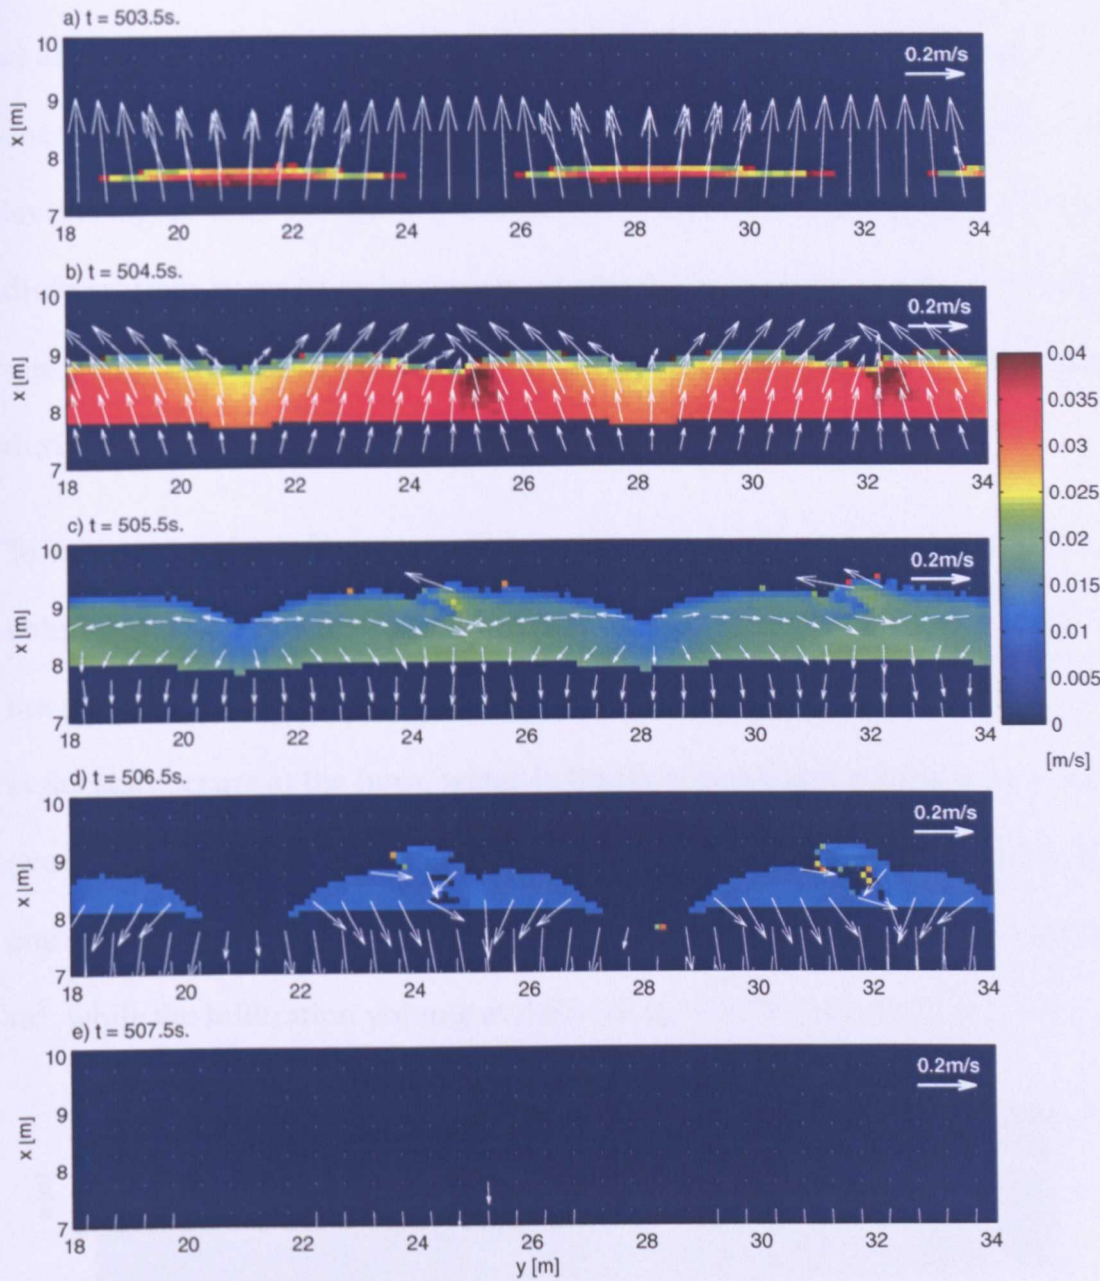 a) t = 503.5s.
10
9
8
7
x [m]
0.2m/s
18 20 22 24 26 28 30 32 34
b) t = 504.5s.
10
9
8
7
x [m]
0.2m/s
18 20 22 24 26 28 30 32 34
0.04
0.035
0.03
0.025
0.02
0.015
0.01
0.005
0
[m/s]
c) t = 505.5s.
10
9
8
7
x [m]
0.2m/s
18 20 22 24 26 28 30 32 34
d) t = 506.5s.
10
9
8
7
x [m]
0.2m/s
18 20 22 24 26 28 30 32 34
e) t = 507.5s.
10
9
8
7
x [m]
0.2m/s
18 20 22 24 26 28 30 32 34
y [m]